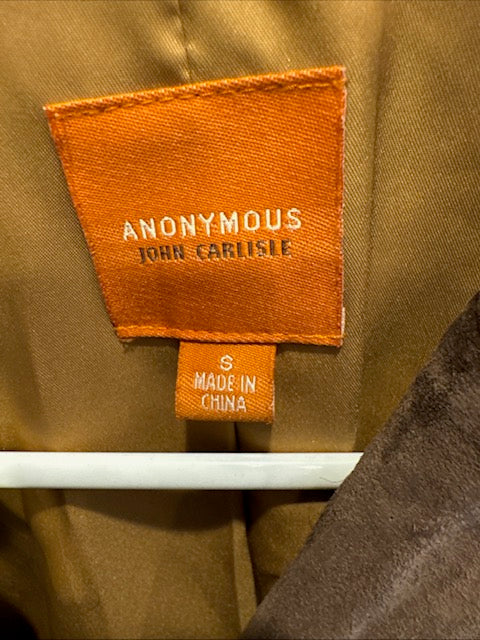 ANONYMOUS
JOHN CARLISLE
S
MADE IN
CHINA